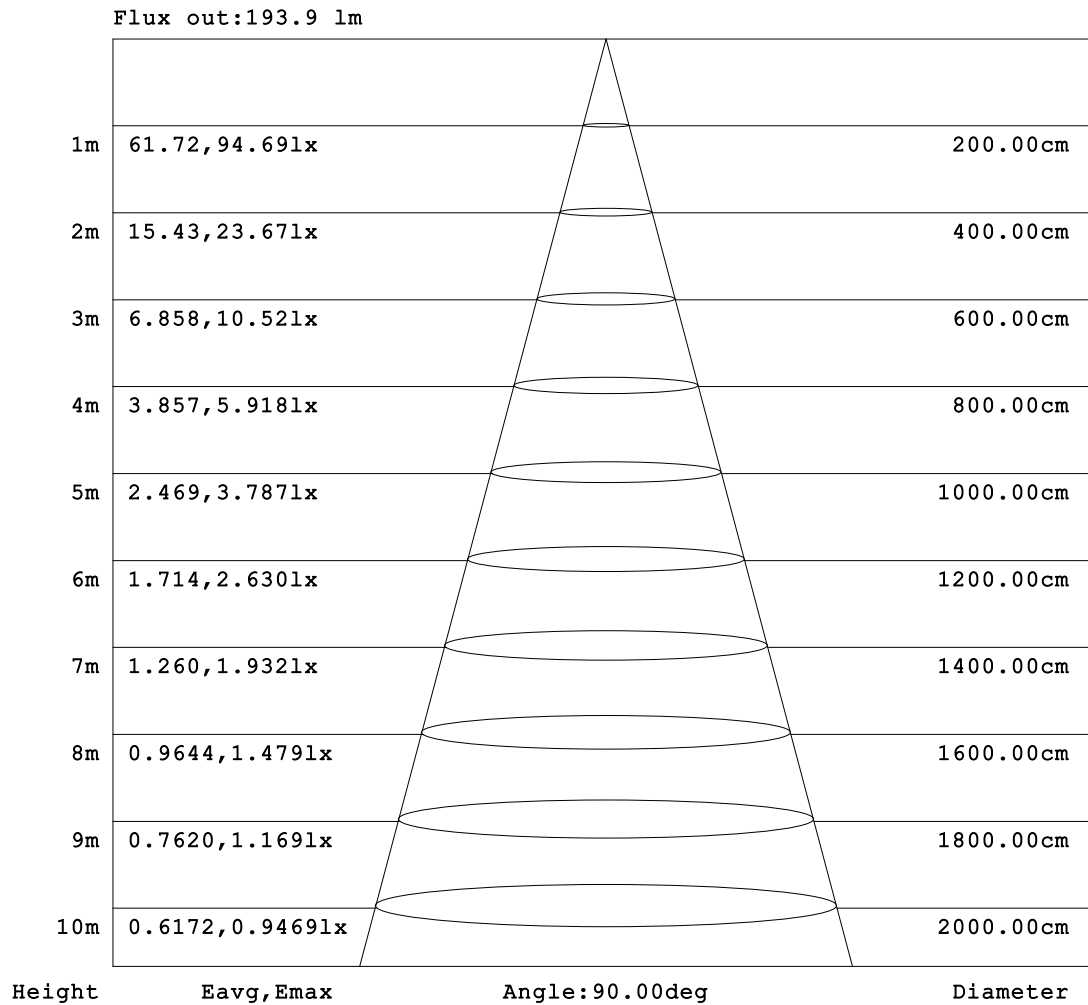 Flux out:193.9 lm
1m 61.72,94.69lx 200.00cm
2m 15.43,23.67lx 400.00cm
3m 6.858,10.52lx 600.00cm
4m 3.857,5.918lx 800.00cm
5m 2.469,3.787lx 1000.00cm
6m 1.714,2.630lx 1200.00cm
7m 1.260,1.932lx 1400.00cm
8m 0.9644,1.479lx 1600.00cm
9m 0.7620,1.169lx 1800.00cm
10m 0.6172,0.9469lx 2000.00cm
Height Eavg,Emax Angle:90.00deg Diameter